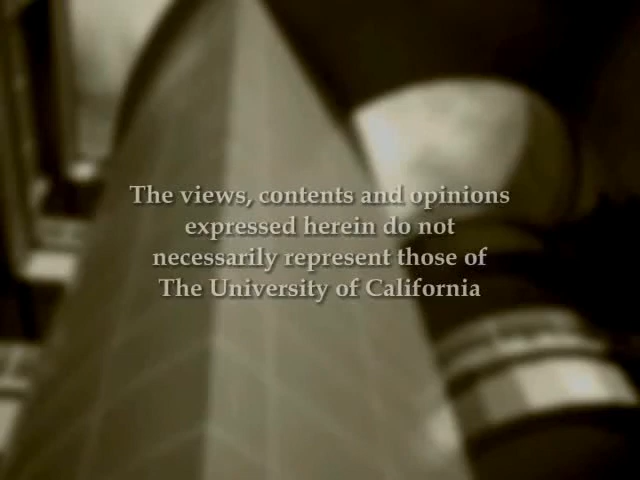 The views, contents and opinions
expressed herein do not
necessarily represent those of
The University of California